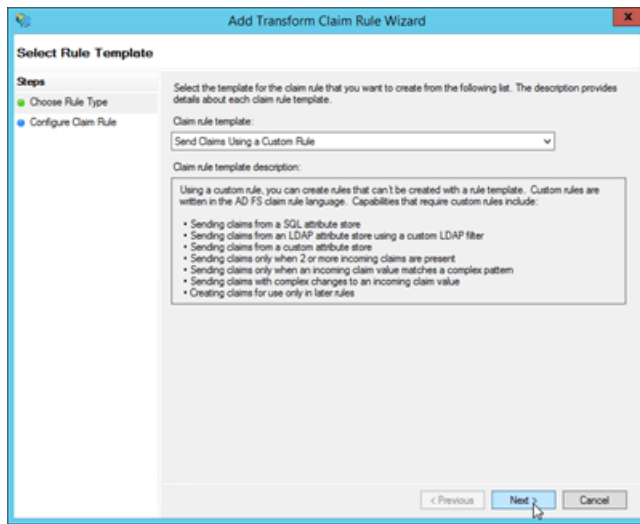 Add Transform Claim Rule Wizard
x
Select Rule Template
Steps
Choose Rule Type
Configure Claim Rule
Select the template for the claim rule that you want to create from the following list. The description provides
details about each claim rule template.
Claim rule template:
Send Claims Using a Custom Rule
Claim rule template description:
Using a custom rule, you can create rules that can't be created with a rule template. Custom rules are
written in the AD FS claim rule language. Capabilities that require custom rules include:
• Sending claims from a SQL attribute store
• Sending claims from an LDAP attribute store using a custom LDAP filter
• Sending claims from a custom attribute store
• Sending claims only when 2 or more incoming claims are present
• Sending claims only when an incoming claim value matches a complex pattern
• Sending claims with complex changes to an incoming claim value
• Creating claims for use only in later rules
< Previous
Next >
Cancel